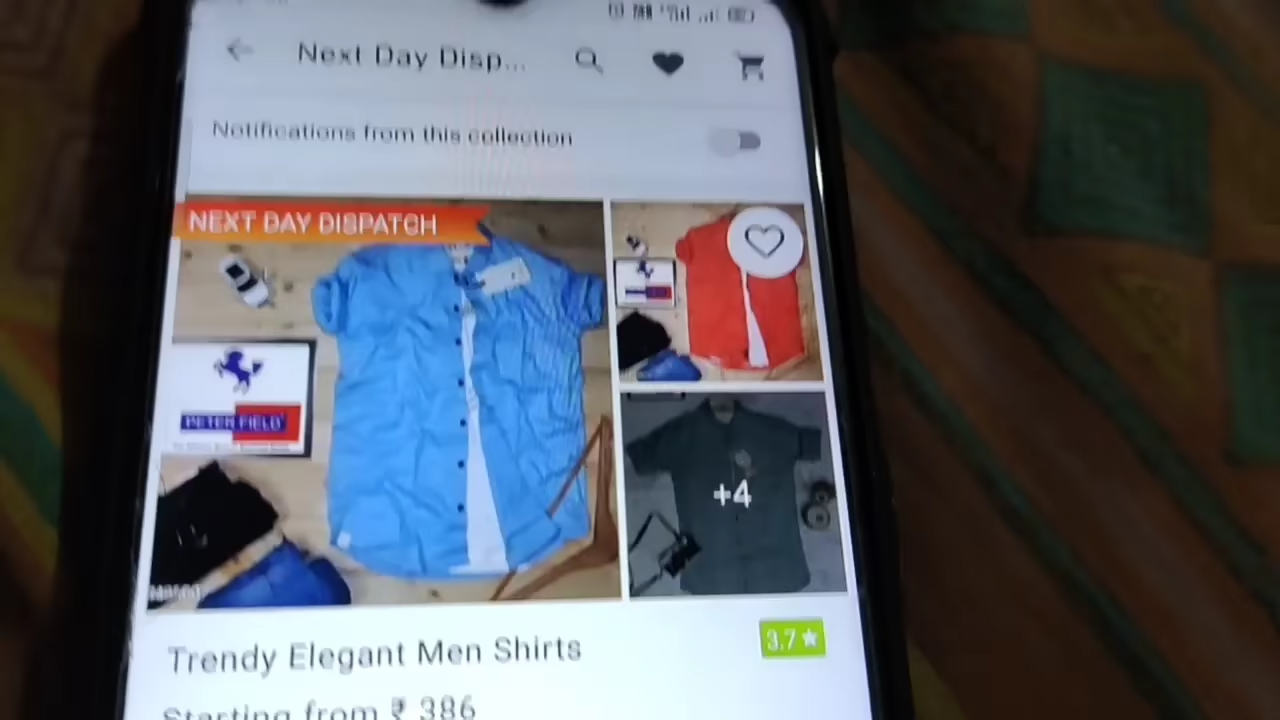 Next Day Disp...
Notifications from this collection
NEXT DAY DISPATCH
PETER FIELD
+4
Trendy Elegant Men Shirts
3.7★
Starting from ₹ 386